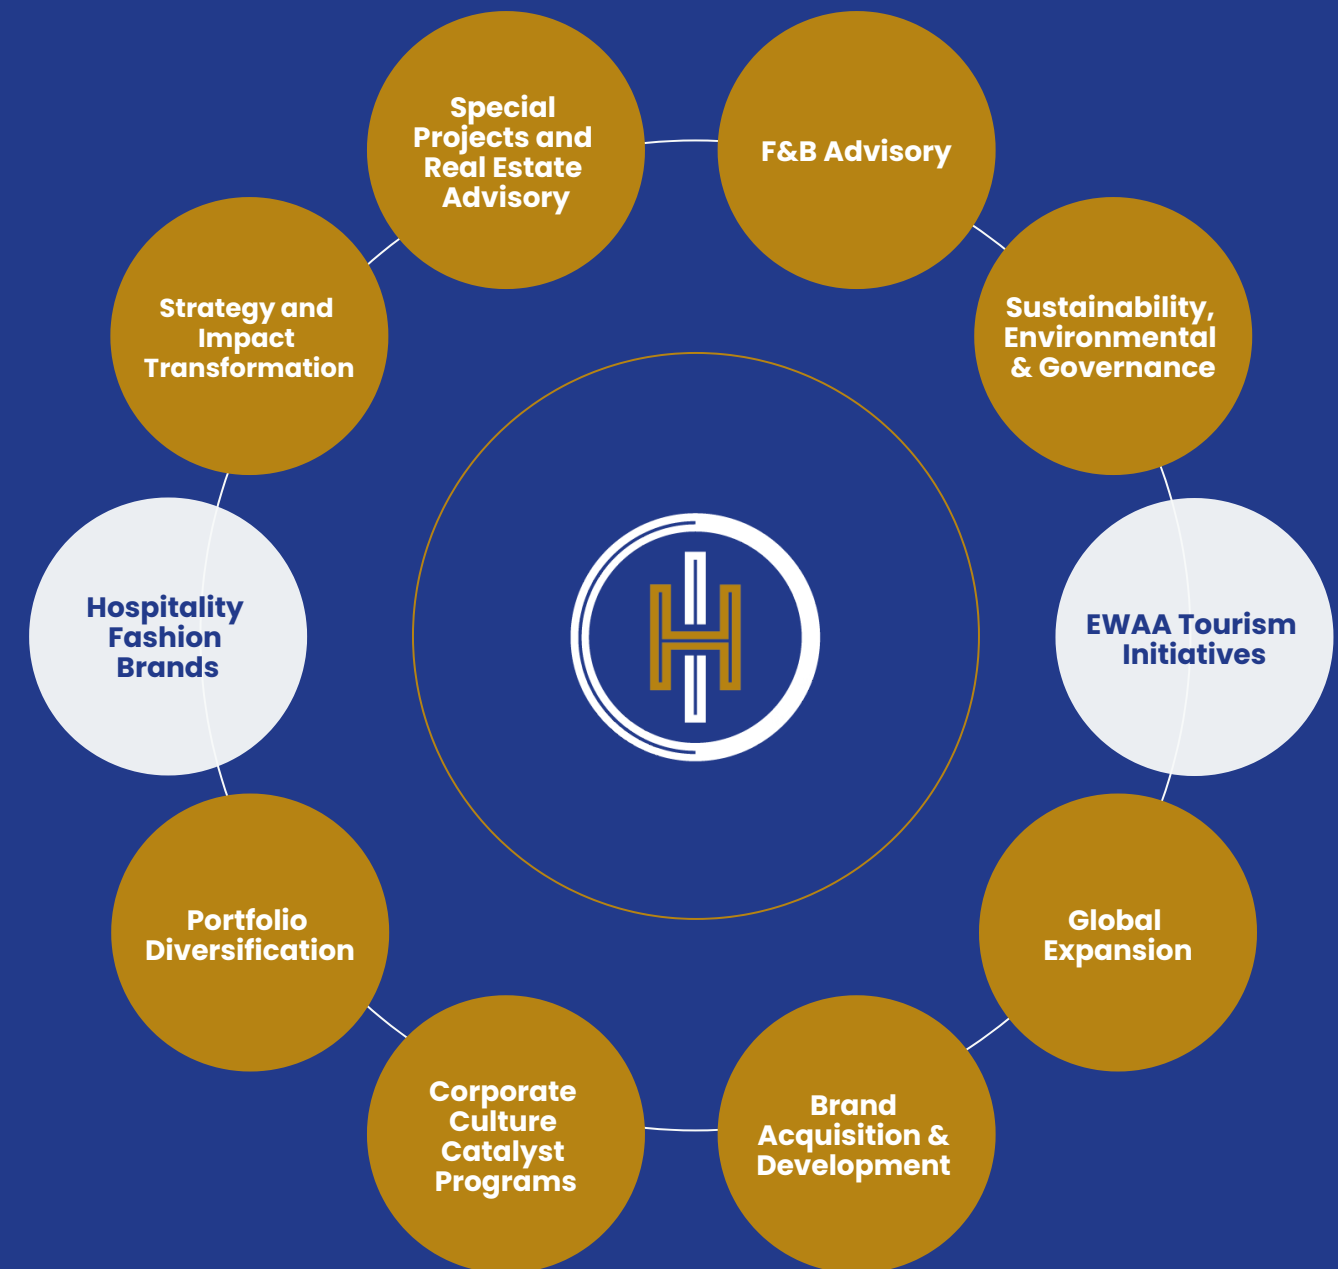 Special
Projects and
Real Estate
Advisory
F&B Advisory
Strategy and
Impact
Transformation
Sustainability,
Environmental
& Governance
Hospitality
Fashion
Brands
EWAA Tourism
Initiatives
Portfolio
Diversification
Global
Expansion
Corporate
Culture
Catalyst
Programs
Brand
Acquisition &
Development